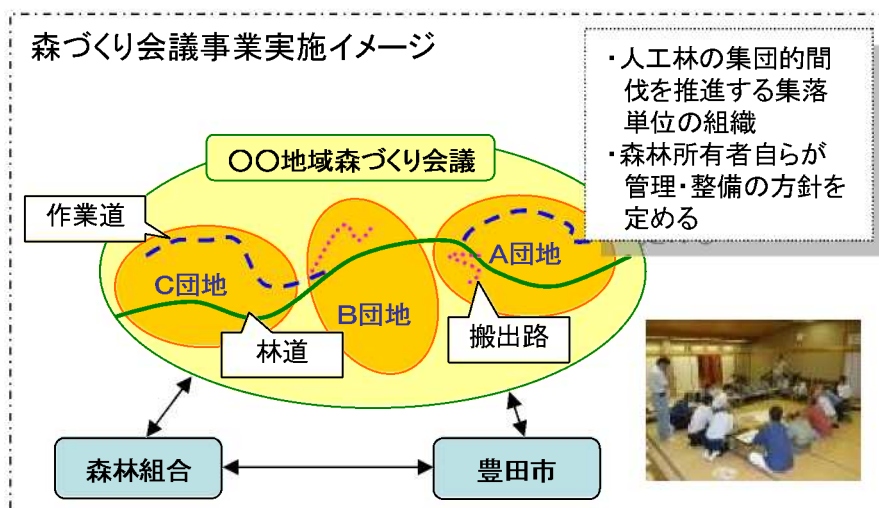 森づくり会議事業実施イメージ
・人工林の集団的間
伐を推進する集落
単位の組織
・森林所有者自らが
管理・整備の方針を
定める
〇〇地域森づくり会議
作業道
A団地
C団地
B団地
搬出路
林道
森林組合
豊田市